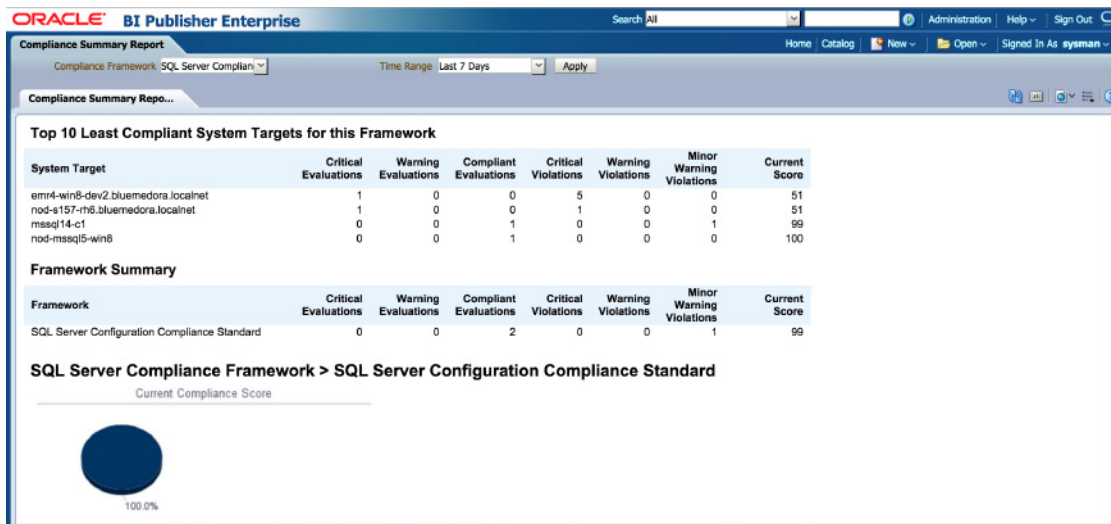 ORACLE BI Publisher Enterprise Search All Administration Help Sign Out
Compliance Summary Report Home Catalog New Open Signed In As sysman
Compliance Framework SQL Server Complian Time Range Last 7 Days Apply
Compliance Summary Repo...
Top 10 Least Compliant System Targets for this Framework
System Target Critical Evaluations Warning Evaluations Compliant Evaluations Critical Violations Warning Violations Minor Warning Violations Current Score
emr4-win8-dev2.bluemedora.localnet 1 0 0 5 0 0 51
nod-s157-rh6.bluemedora.localnet 1 0 0 1 0 0 51
mssql14-c1 0 0 1 0 0 1 99
nod-mssql5-win8 0 0 1 0 0 0 100
Framework Summary
Framework Critical Evaluations Warning Evaluations Compliant Evaluations Critical Violations Warning Violations Minor Warning Violations Current Score
SQL Server Configuration Compliance Standard 0 0 2 0 0 1 99
SQL Server Compliance Framework > SQL Server Configuration Compliance Standard
Current Compliance Score
100.0%